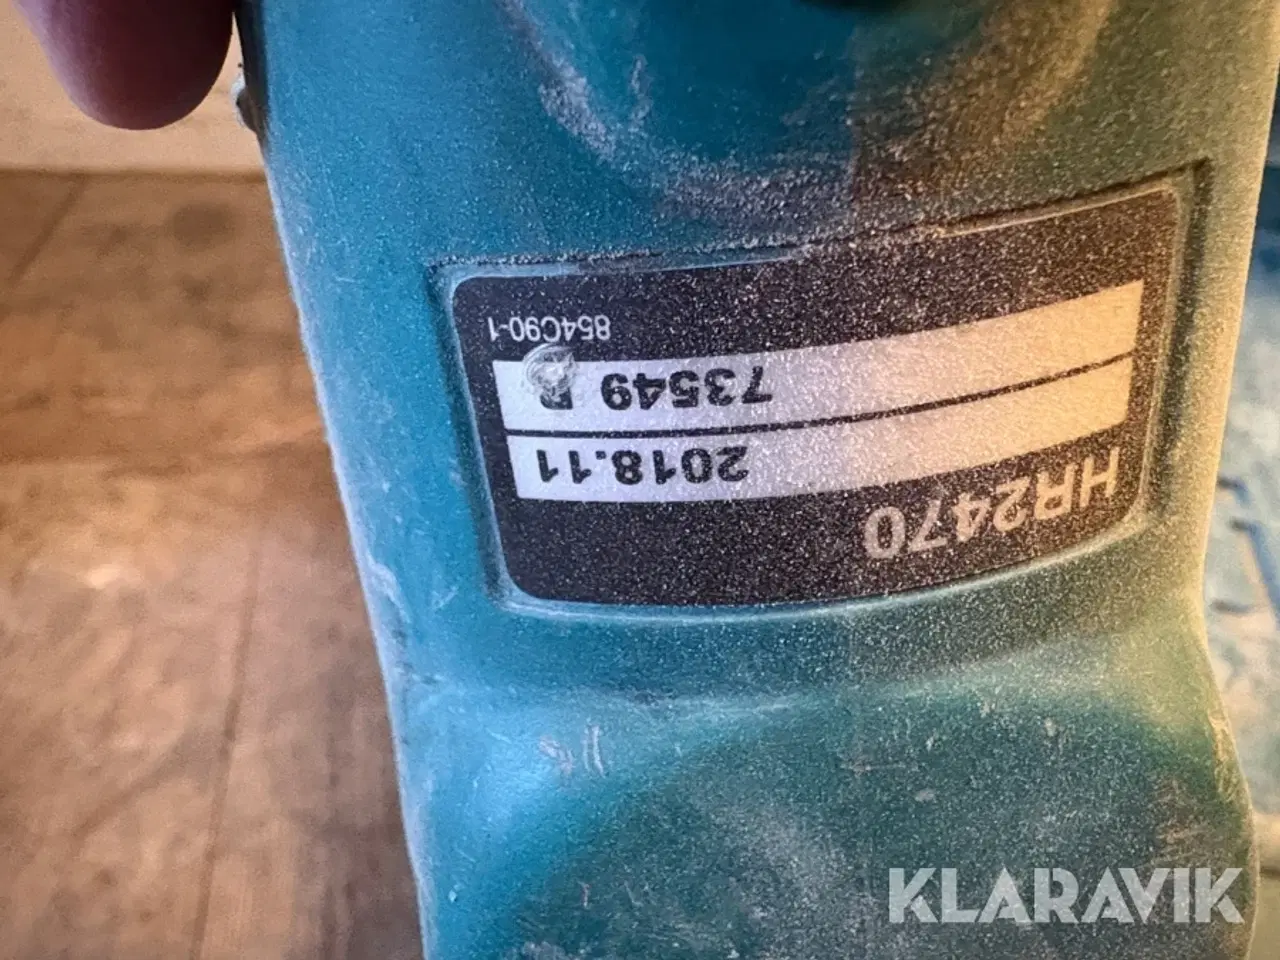 HR2470
2018.11
73549 B
854C90-1
KLARAVIK